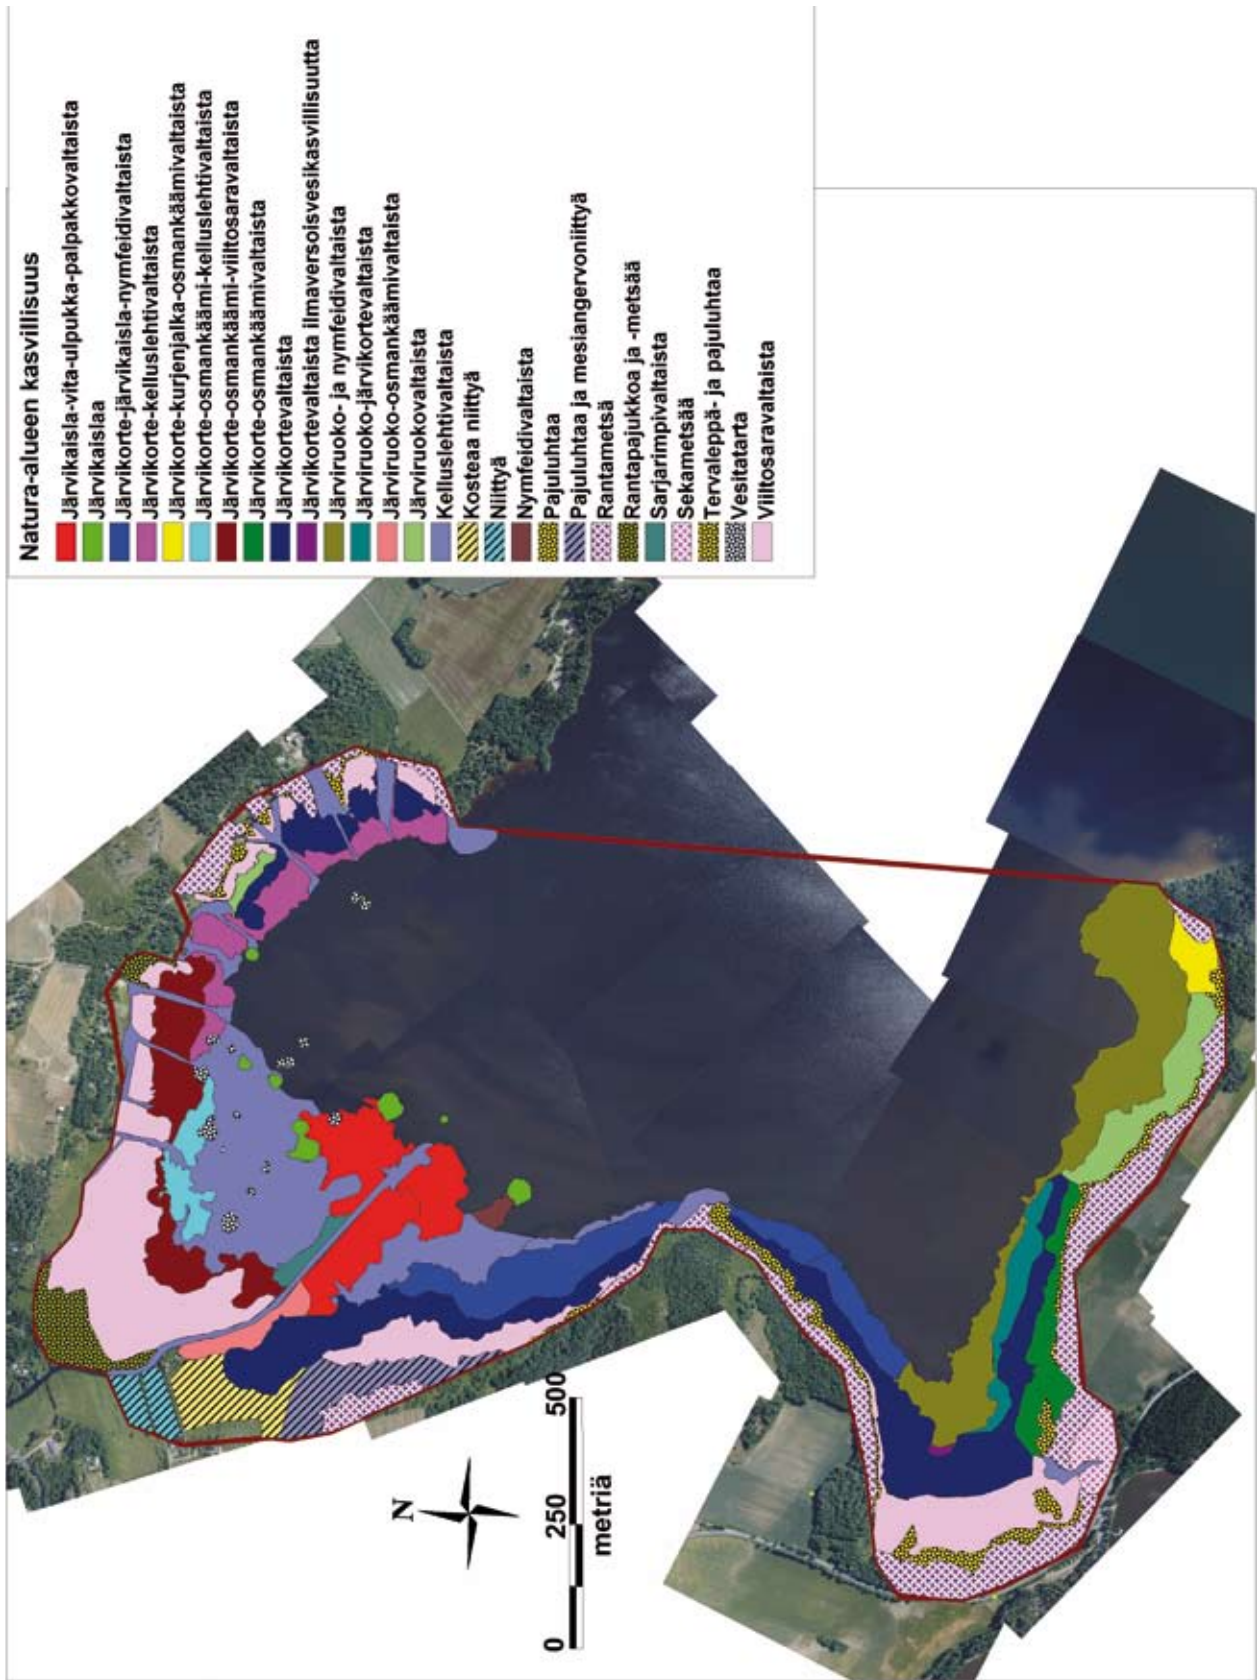 Natura-alueen kasvillisuus
Järvikaisla-vita-ulpukka-palpakkovaltaista
Järvikaislaa
Järvikorte-järvikaisla-nymfeidivaltaista
Järvikorte-kelluslehtivaltaista
Järvikorte-kurjenjalka-osmankäämivaltaista
Järvikorte-osmankäämi-kelluslehtivaltaista
Järvikorte-osmankäämi-viiltosaravaltaista
Järvikorte-osmankäämivaltaista
Järvikortevaltaista
Järvikortevaltaista ilmaversoisvesikasvillisuutta
Järviruoko- ja nymfeidivaltaista
Järviruoko-järvikortevaltaista
Järviruoko-osmankäämivaltaista
Järviruokovaltaista
Kelluslehtivaltaista
Kosteaa niittyä
Niittyä
Nymfeidivaltaista
Pajuluhtaa
Pajuluhtaa ja mesiangervoniittyä
Rantametsä
Rantapajukkoa ja -metsää
Sarjarimpivaltaista
Sekametsää
Tervaleppä- ja pajuluhtaa
Vesitatarta
Viiltosaravaltaista
N
0 250 500
metriä